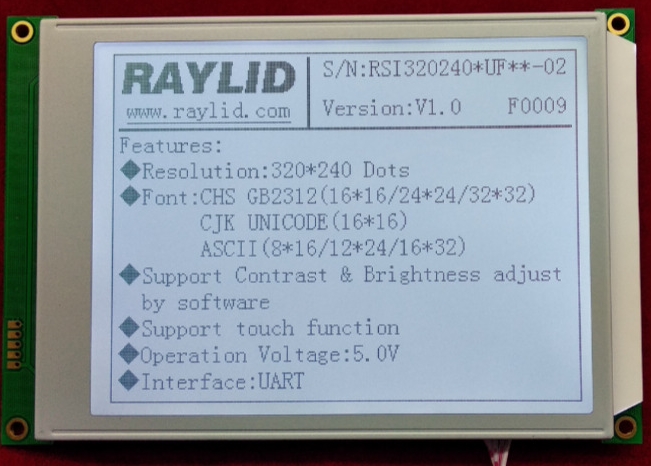 RAYLID
www.raylid.com
S/N:RSI320240*UF**-02
Version:V1.0 F0009
Features:
◆Resolution:320*240 Dots
◆Font:CHS GB2312(16*16/24*24/32*32)
CJK UNICODE(16*16)
ASCII(8*16/12*24/16*32)
◆Support Contrast & Brightness adjust
by software
◆Support touch function
◆Operation Voltage:5.0V
◆Interface:UART